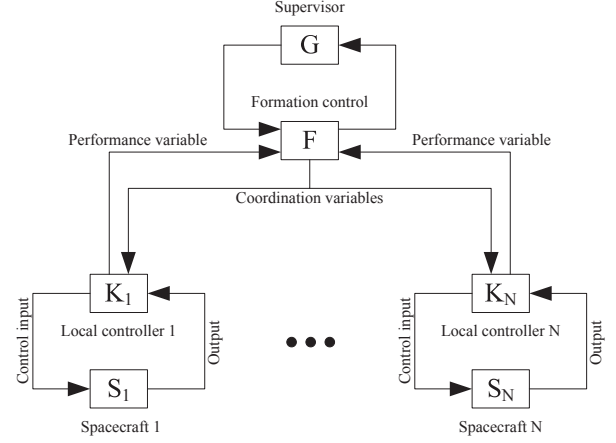 Supervisor
G
Formation control
Performance variable
F
Performance variable
Coordination variables
K1
KN
Control input
Local controller 1
Output
Control input
Local controller N
Output
S1
SN
Spacecraft 1
Spacecraft N